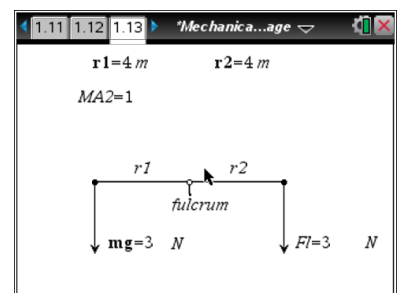 1.11 1.12 1.13 *Mechanica...age
r1=4 m r2=4 m
MA2=1
r1 r2
fulcrum
mg=3 N Fl=3 N